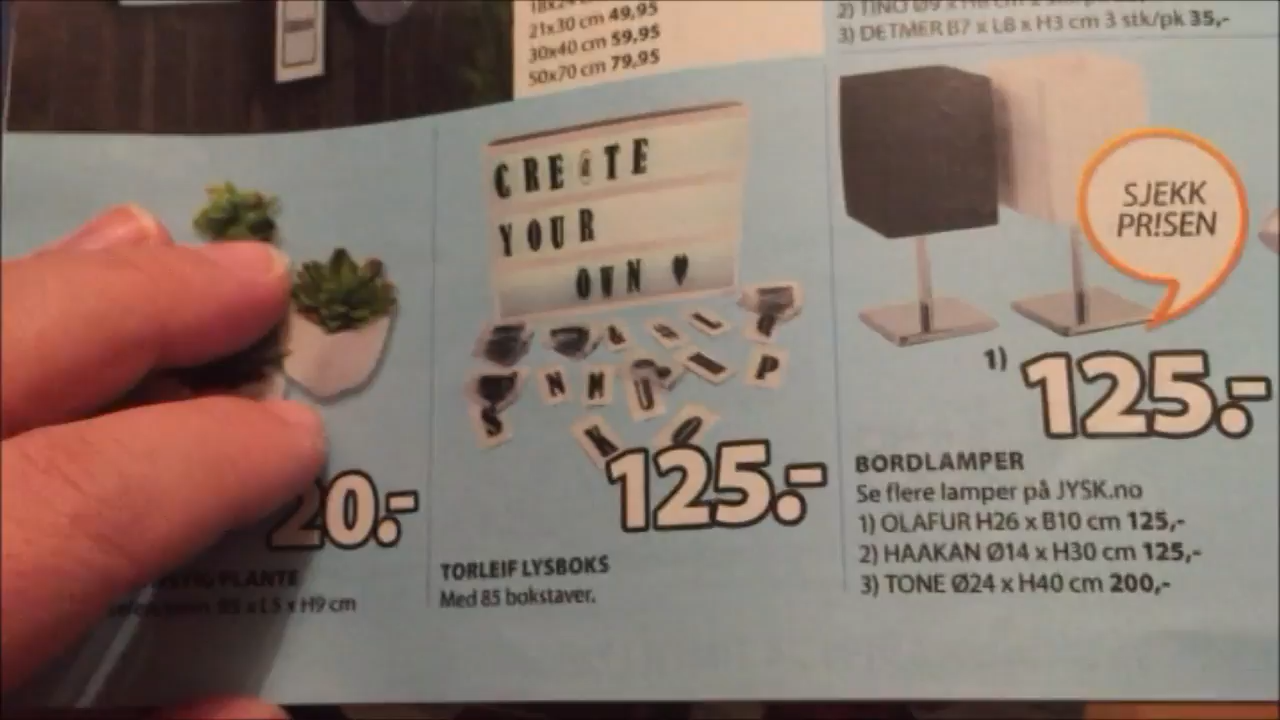 21x30 cm 49,95
30x40 cm 59,95
50x70 cm 79,95
3) DETMER B7 x L8 x H3 cm 3 stk/pk 35,-
CREATE
YOUR
OWN ♥
SJEKK
PR!SEN
N M U P
S K O
20.-
PLANTE
H9 cm
125.-
TORLEIF LYSBOKS
Med 85 bokstaver.
1) 125.-
BORDLAMPER
Se flere lamper på JYSK.no
1) OLAFUR H26 x B10 cm 125,-
2) HAAKAN Ø14 x H30 cm 125,-
3) TONE Ø24 x H40 cm 200,-